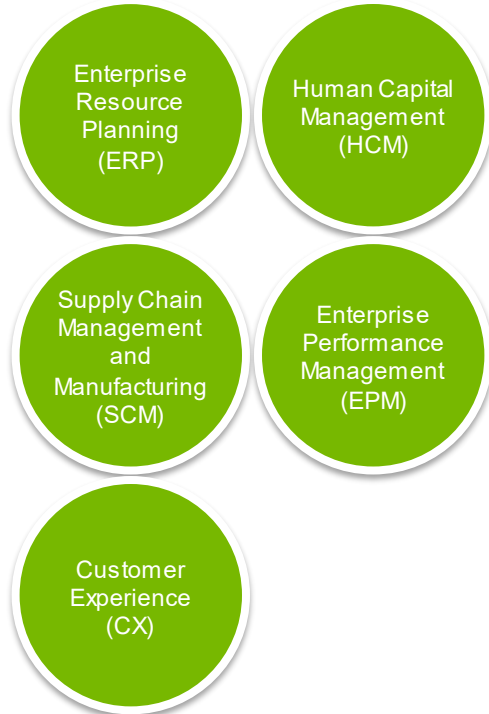 Enterprise
Resource
Planning
(ERP)
Human Capital
Management
(HCM)
Supply Chain
Management
and
Manufacturing
(SCM)
Enterprise
Performance
Management
(EPM)
Customer
Experience
(CX)